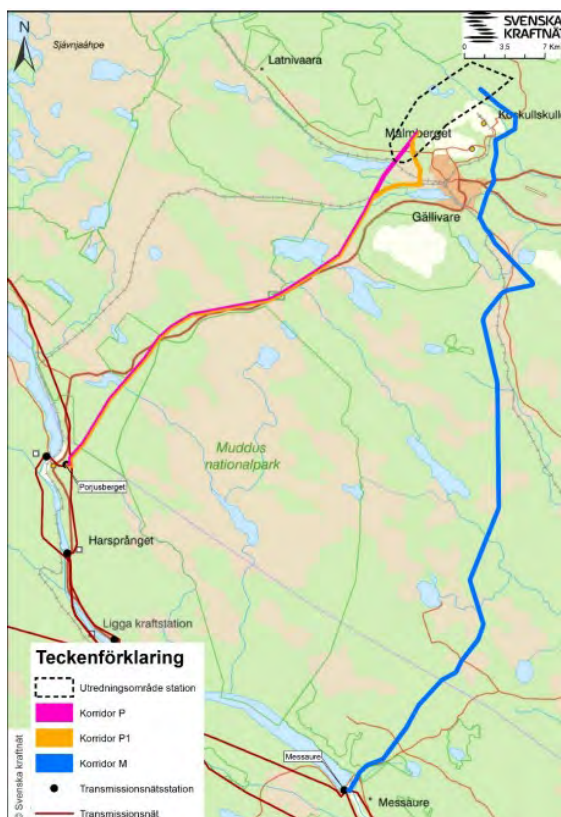 N
Sjávnjaáhpe
Latnivaara
SVENSKA
KRAFTNÄT
0 3.5 7 Km
Koskullskulle
Malmberget
Gällivare
Muddus
nationalpark
Porjusberget
Harsprånget
Ligga kraftstation
Messaure
Messaure
Teckenförklaring
Utredningsområde station
Korridor P
Korridor P1
Korridor M
Transmissionsnätsstation
Transmissionsnät
© Svenska kraftnät